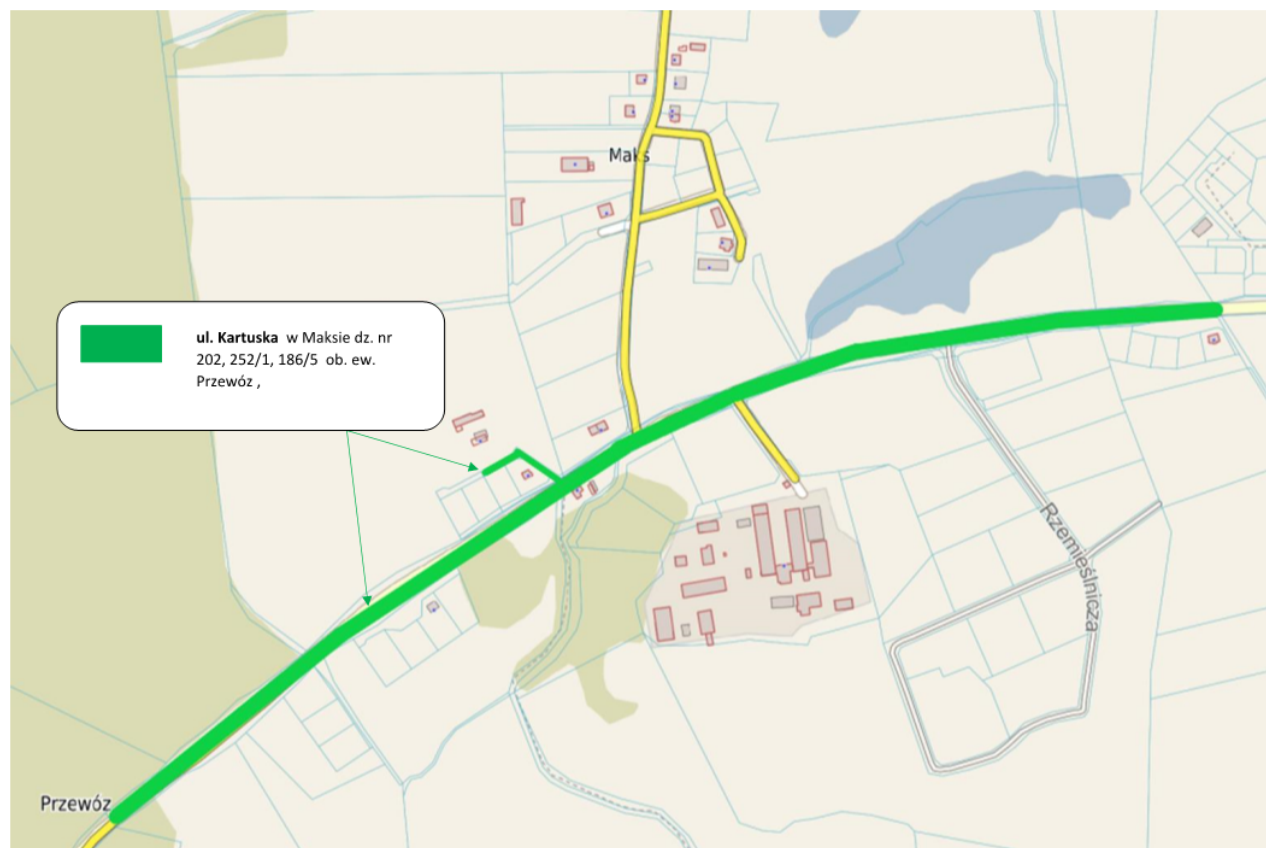 Maks
ul. Kartuska w Maksie dz. nr
202, 252/1, 186/5 ob. ew.
Przewóz ,
Rzemieślnicza
Przewóz